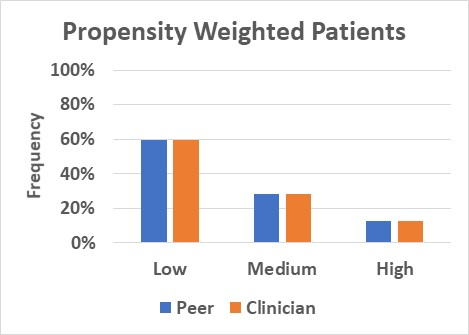 Propensity Weighted Patients
100%
80%
60%
40%
20%
0%
Frequency
Low Medium High
Peer Clinician